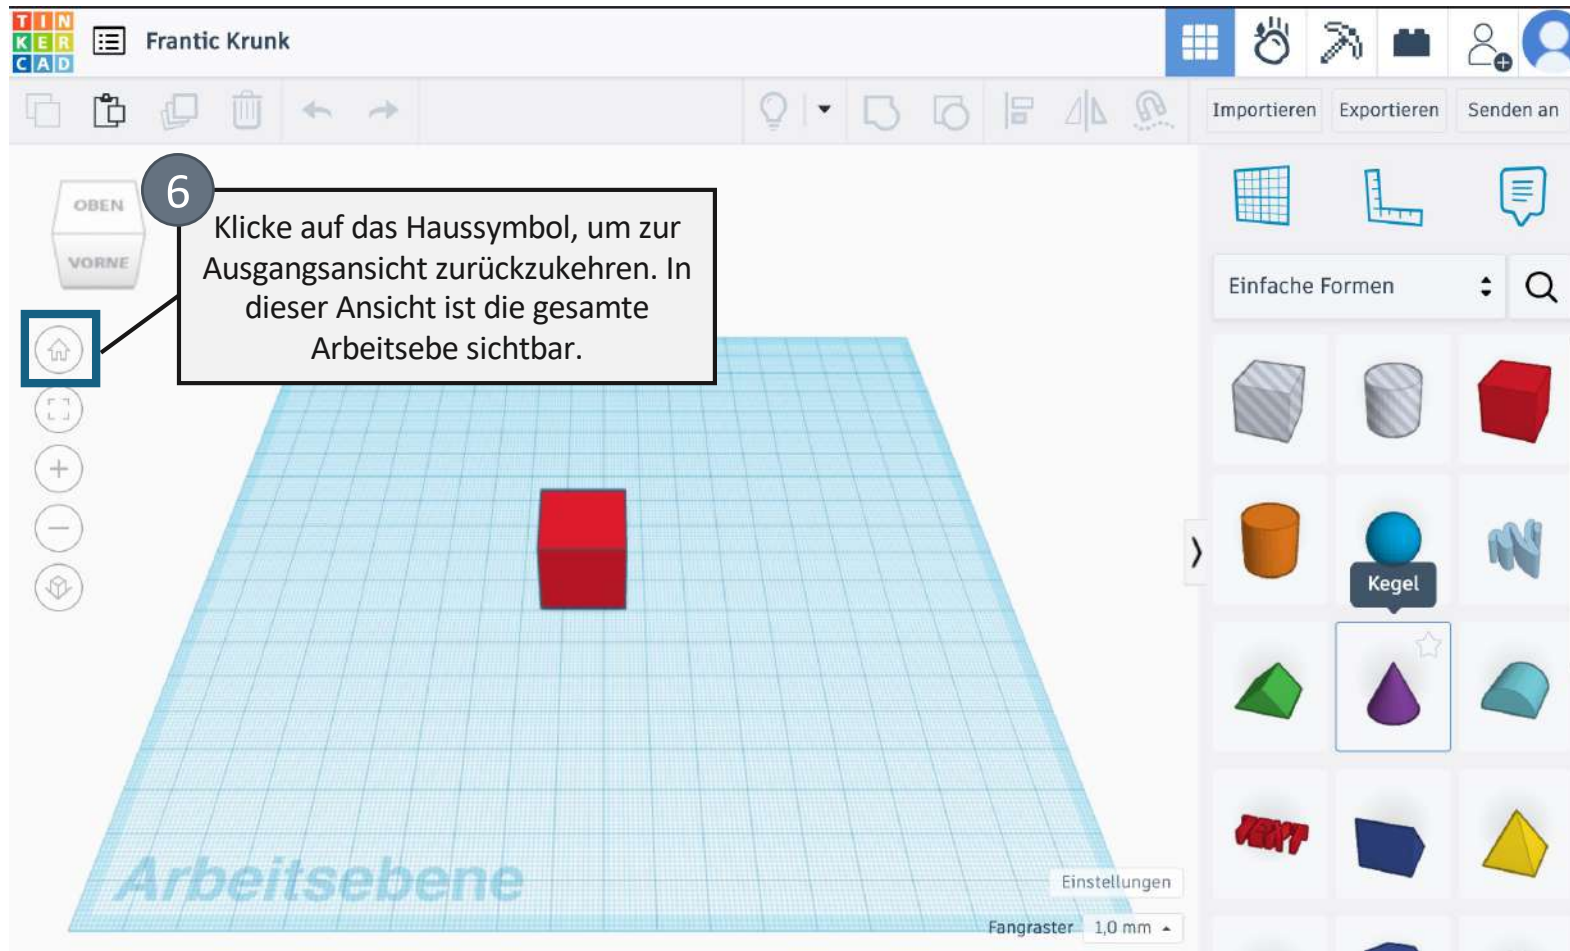 TIN
KER
CAD
Frantic Krunk
Importieren
Exportieren
Senden an
OBEN
VORNE
6
Klicke auf das Haussymbol, um zur
Ausgangsansicht zurückzukehren. In
dieser Ansicht ist die gesamte
Arbeitsebe sichtbar.
Einfache Formen
Kegel
TEXT
Arbeitsebene
Einstellungen
Fangraster 1,0 mm